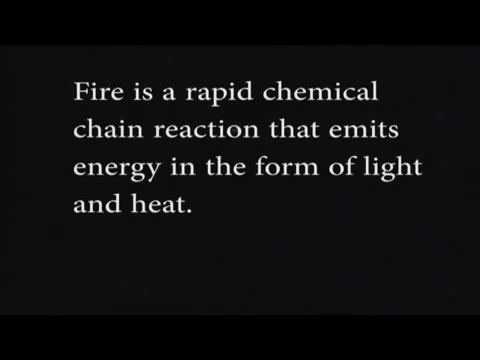 Fire is a rapid chemical
chain reaction that emits
energy in the form of light
and heat.